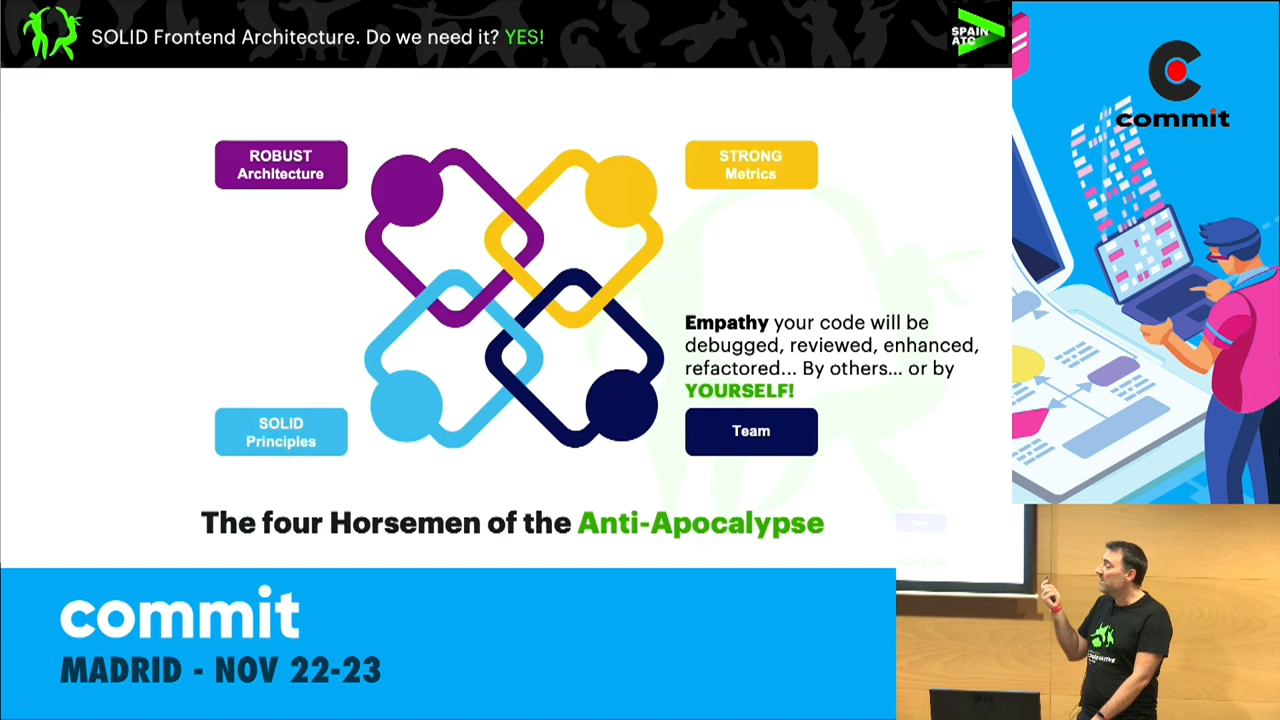 SOLID Frontend Architecture. Do we need it? YES!
SPAIN
ATC
commit
ROBUST
Architecture
STRONG
Metrics
Empathy your code will be
debugged, reviewed, enhanced,
refactored... By others... or by
YOURSELF!
SOLID
Principles
Team
The four Horsemen of the Anti-Apocalypse
commit
MADRID - NOV 22-23